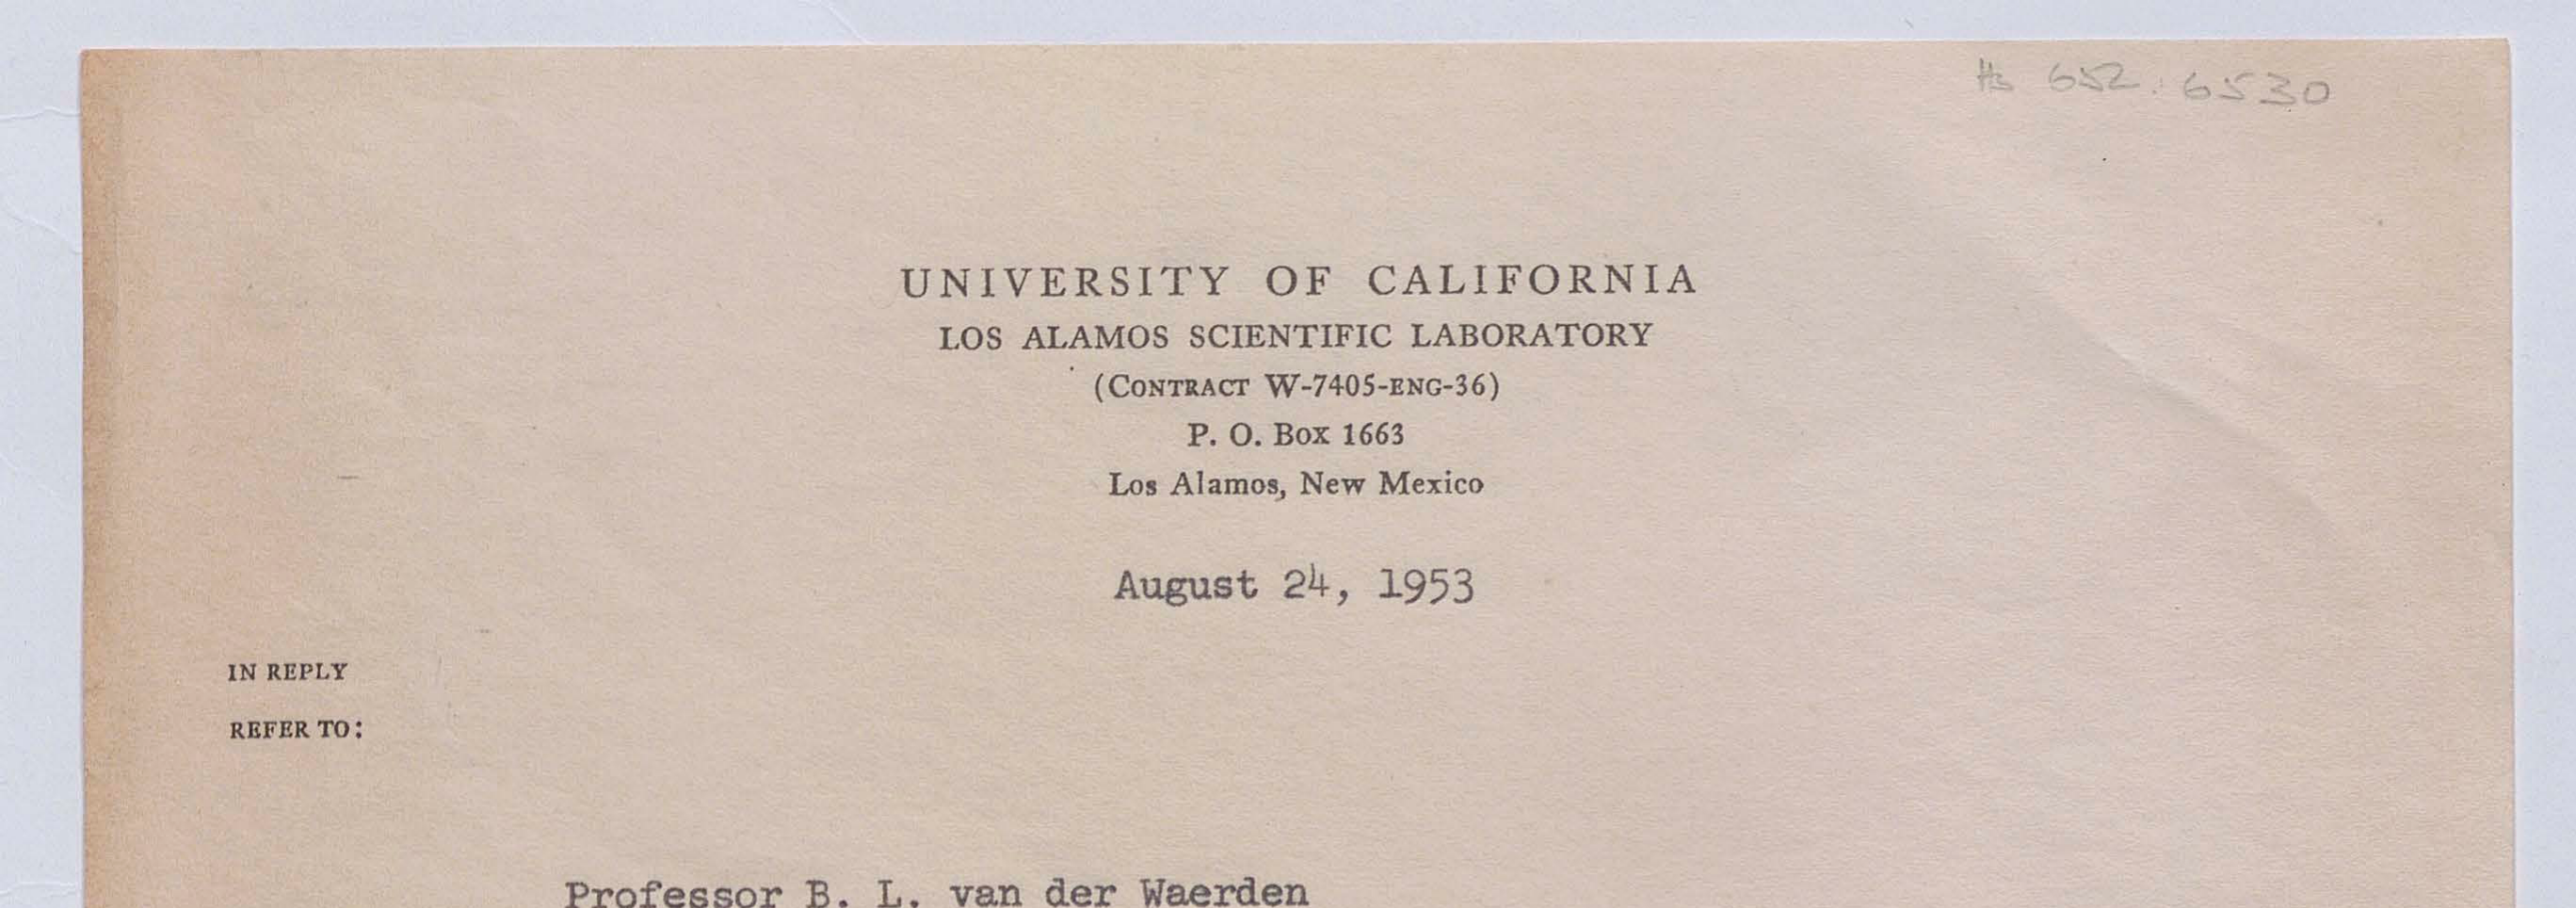 Hs 652 : 6530
UNIVERSITY OF CALIFORNIA
LOS ALAMOS SCIENTIFIC LABORATORY
(CONTRACT W-7405-ENG-36)
P. O. Box 1663
Los Alamos, New Mexico
August 24, 1953
IN REPLY
REFER TO:
Professor B. L. van der Waerden